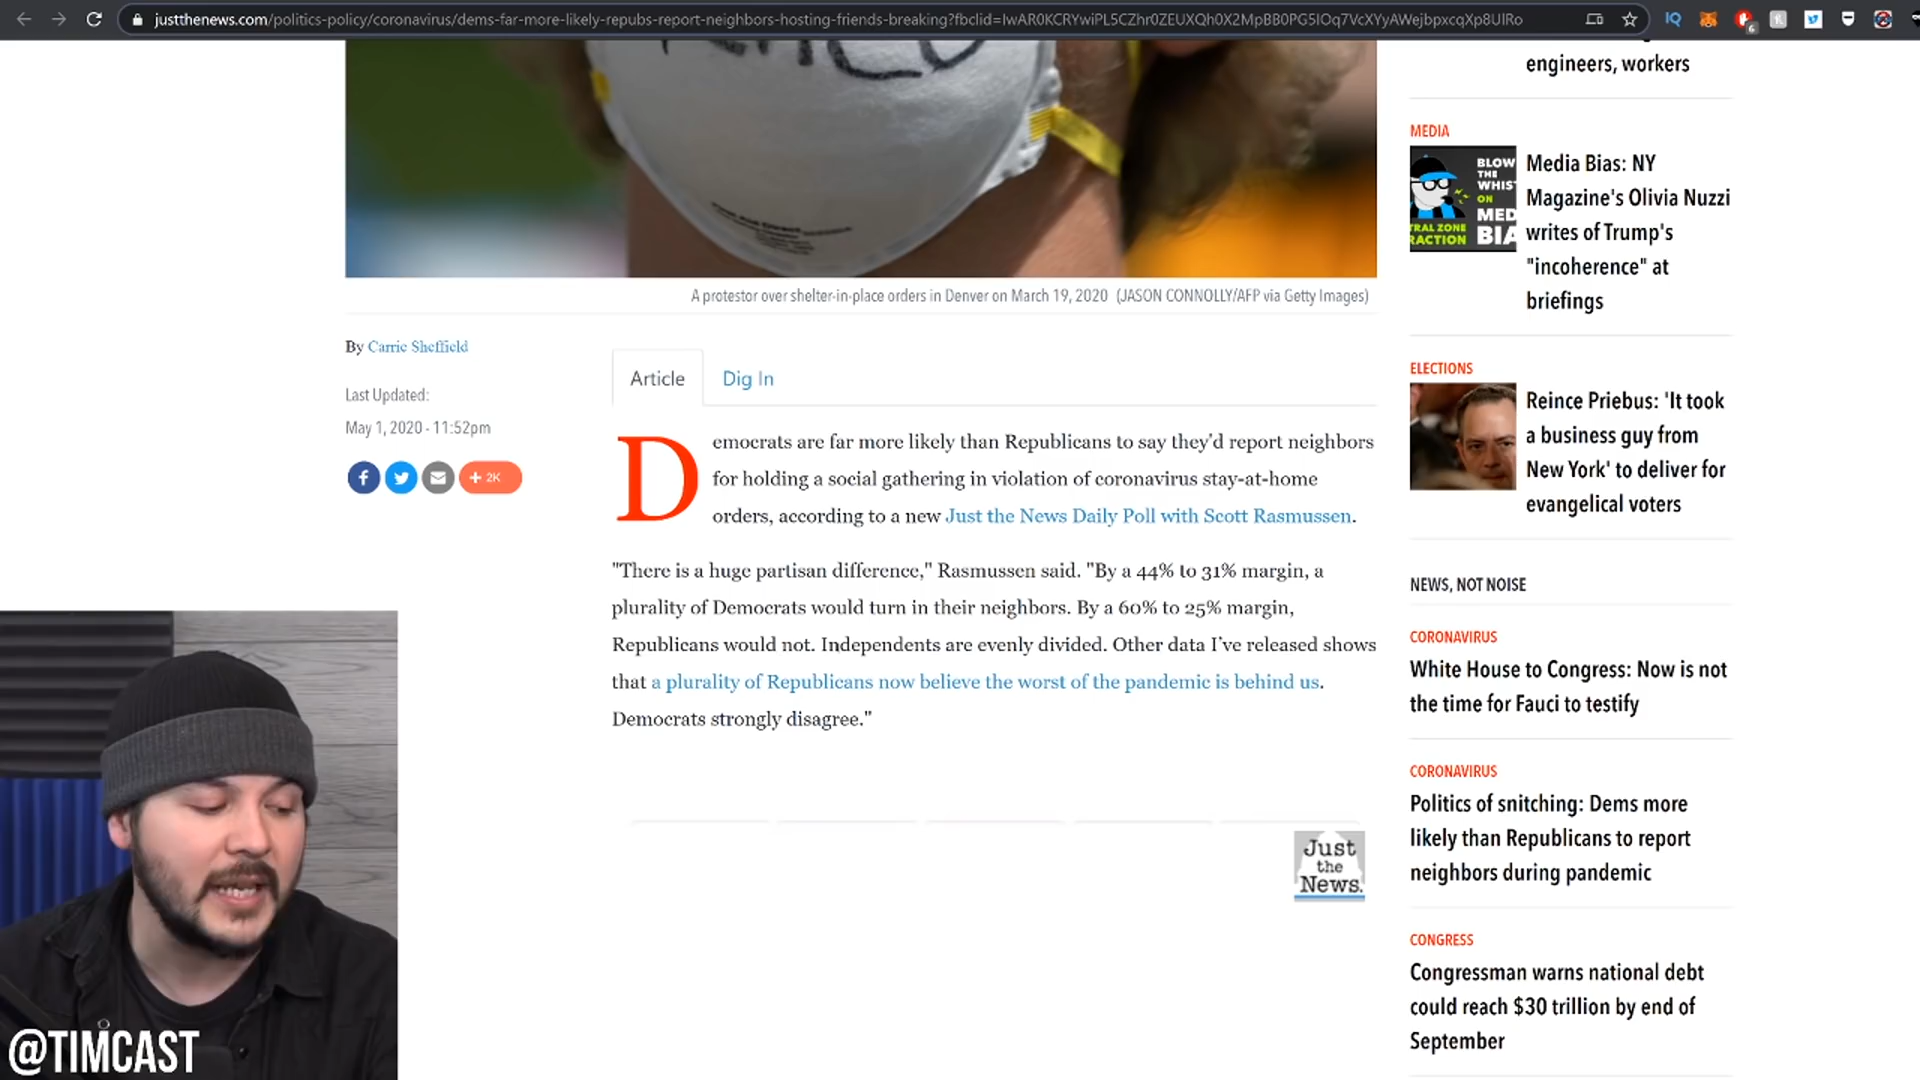 justthenews.com/politics-policy/coronavirus/dems-far-more-likely-repubs-report-neighbors-hosting-friends-breaking?fbclid=IwAR0KCRYwiPL5CZhr0ZEUXQh0X2MpBB0PG5IOq7VcXYyAWejbpxcqXp8UlRo
A protestor over shelter-in-place orders in Denver on March 19, 2020 (JASON CONNOLLY/AFP via Getty Images)
By Carrie Sheffield
Last Updated:
May 1, 2020 - 11:52pm
+ 2K
Article
Dig In
Democrats are far more likely than Republicans to say they'd report neighbors
for holding a social gathering in violation of coronavirus stay-at-home
orders, according to a new Just the News Daily Poll with Scott Rasmussen.
"There is a huge partisan difference," Rasmussen said. "By a 44% to 31% margin, a
plurality of Democrats would turn in their neighbors. By a 60% to 25% margin,
Republicans would not. Independents are evenly divided. Other data I've released shows
that a plurality of Republicans now believe the worst of the pandemic is behind us.
Democrats strongly disagree."
Just
the
News.
engineers, workers
MEDIA
BLOW
THE
WHIS
ON
MED
BIA
TRAL ZONE
RACTION
Media Bias: NY
Magazine's Olivia Nuzzi
writes of Trump's
"incoherence" at
briefings
ELECTIONS
Reince Priebus: 'It took
a business guy from
New York' to deliver for
evangelical voters
NEWS, NOT NOISE
CORONAVIRUS
White House to Congress: Now is not
the time for Fauci to testify
CORONAVIRUS
Politics of snitching: Dems more
likely than Republicans to report
neighbors during pandemic
CONGRESS
Congressman warns national debt
could reach $30 trillion by end of
September
@TIMCAST